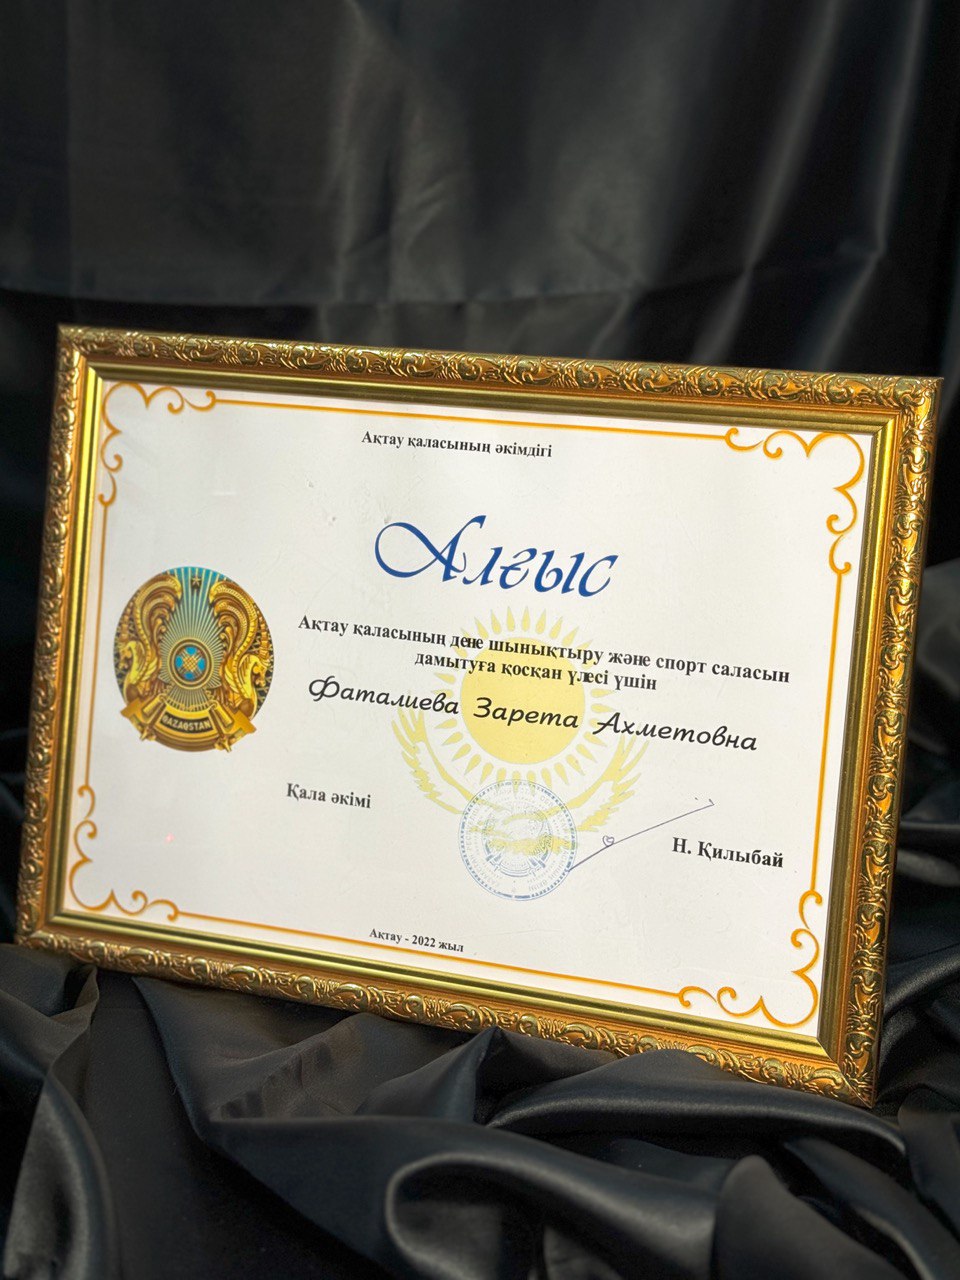 Ақтау қаласының әкімдігі
Алғыс
Ақтау қаласының дене шынықтыру және спорт саласын
дамытуға қосқан үлесі үшін
Фаталиева Зарета Ахметовна
QAZAQSTAN
Қала әкімі
Н. Қилыбай
Ақтау - 2022 жыл